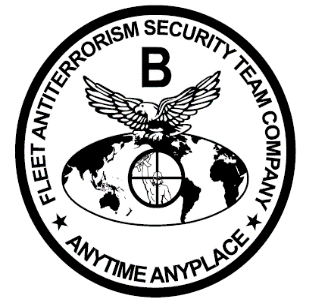 FLEET ANTITERRORISM SECURITY TEAM COMPANY
B
ANYTIME ANYPLACE